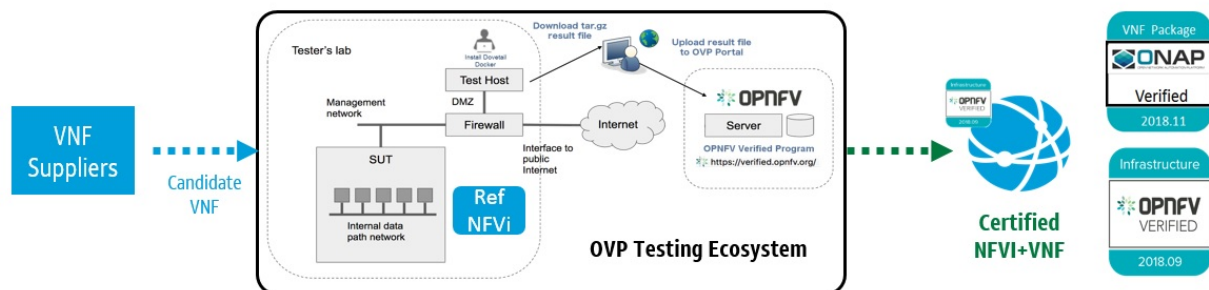 VNF
Suppliers
Candidate
VNF
Tester's lab
Install Dovetail
Docker
Test Host
DMZ
Management
network
Firewall
Internet
Interface to
public
Internet
SUT
Internal data
path network
Ref
NFVi
Download tar.gz
result file
Upload result file
to OVP Portal
OPNFV
Server
OPNFV Verified Program
https://verified.opnfv.org/
OVP Testing Ecosystem
Infrastructure
OPNFV
VERIFIED
2018.09
Certified
NFVI+VNF
VNF Package
ONAP
Verified
2018.11
Infrastructure
OPNFV
VERIFIED
2018.09